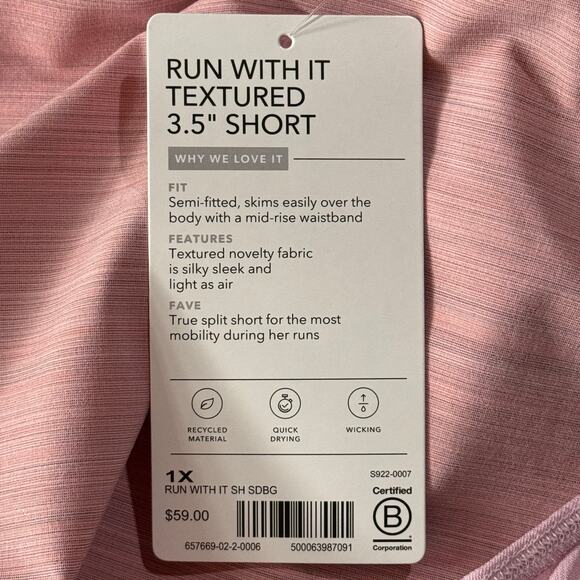 RUN WITH IT
TEXTURED
3.5" SHORT
WHY WE LOVE IT
FIT
Semi-fitted, skims easily over the
body with a mid-rise waistband
FEATURES
Textured novelty fabric
is silky sleek and
light as air
FAVE
True split short for the most
mobility during her runs
RECYCLED
MATERIAL
QUICK
DRYING
WICKING
1X
S922-0007
RUN WITH IT SH SDBG
$59.00
657669-02-2-0006
500063987091
Certified
B
Corporation